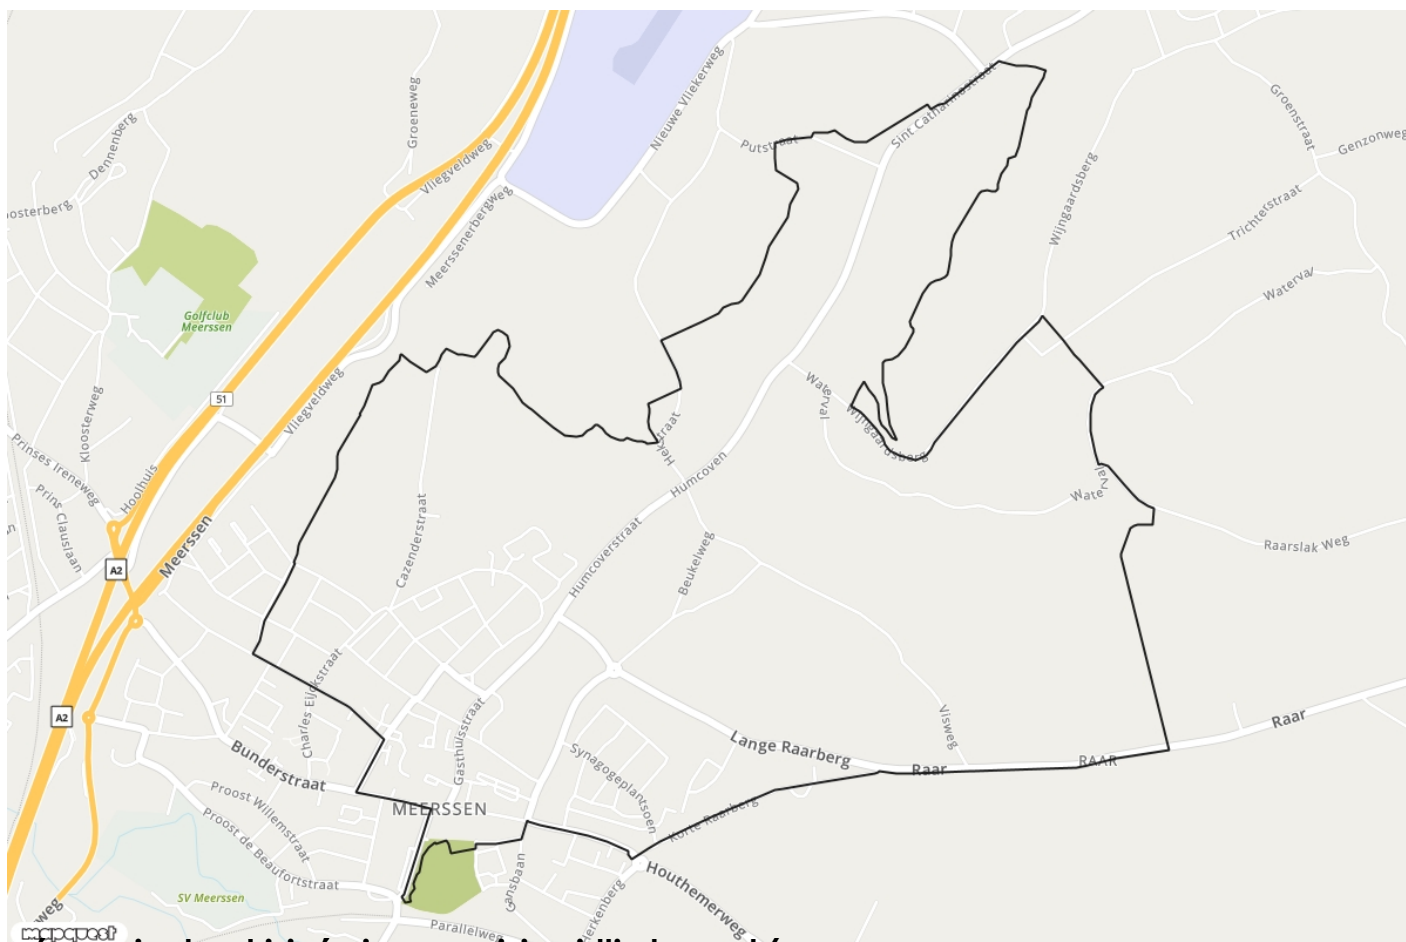 Groeneweg
Nieuwe Vliekerweg
Sint Catharinastraat
Groenstraat
Genzonweg
Dennenberg
Vliegveldweg
Putstraat
Wijngaardsberg
Trichterstraat
Meerssenerbergweg
Waterval
Golfclub
Meerssen
51
Vliegveldweg
Kloosterweg
Waterval
Wijngaardsberg
Prinses Ireneweg
Hoolhuis
Prins Clauslaan
Humcoven
Waterval
Raarslak Weg
Meerssen
A2
Cazenderstraat
Humcoverstraat
Beukelweg
Charles Eijckstraat
A2
Gasthuisstraat
Visweg
Raar
Bunderstraat
Lange Raarberg
Raar
RAAR
Synagogeplantsoen
Proost Willemstraat
MEERSSEN
Korte Raarberg
Proost de Beaufortstraat
Gansbaan
Houthemerweg
SV Meerssen
Parallelweg
mapquest